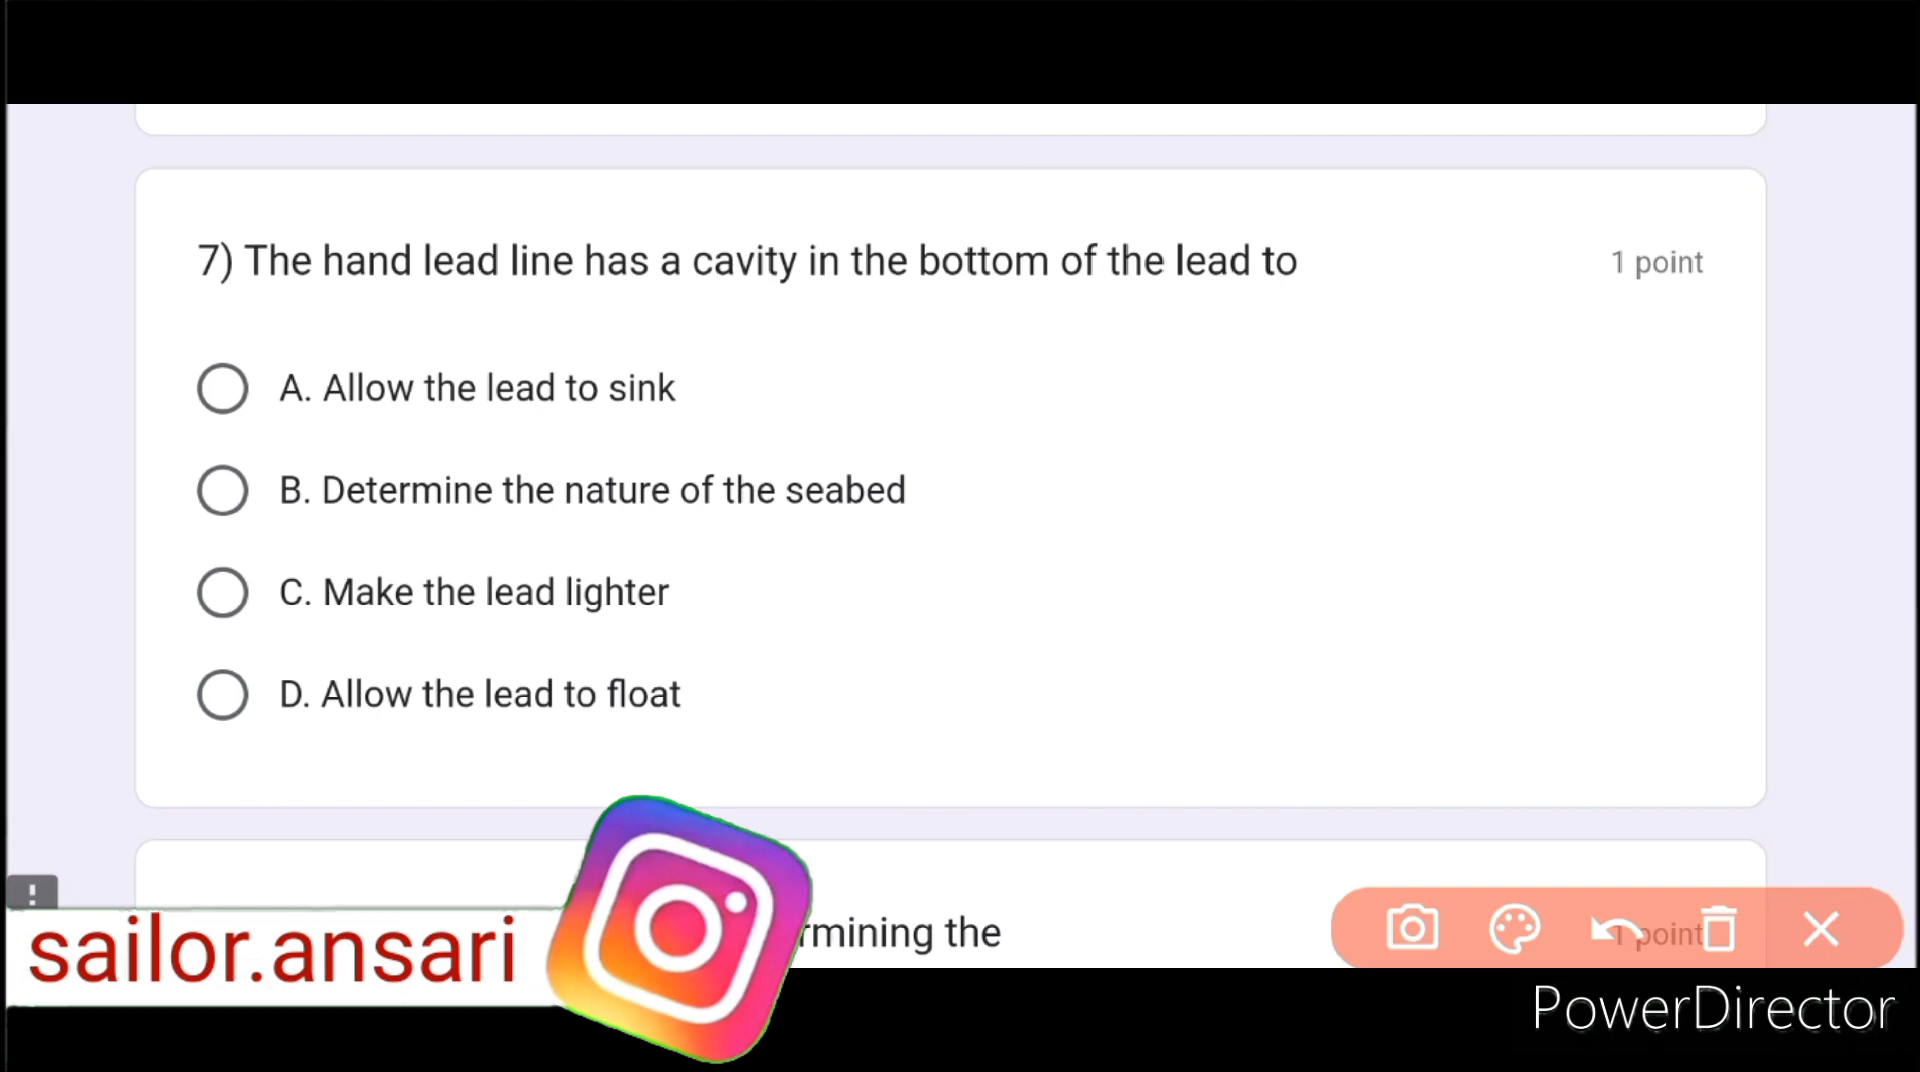 7) The hand lead line has a cavity in the bottom of the lead to
1 point
A. Allow the lead to sink
B. Determine the nature of the seabed
C. Make the lead lighter
D. Allow the lead to float
rmining the
1 point
sailor.ansari
PowerDirector